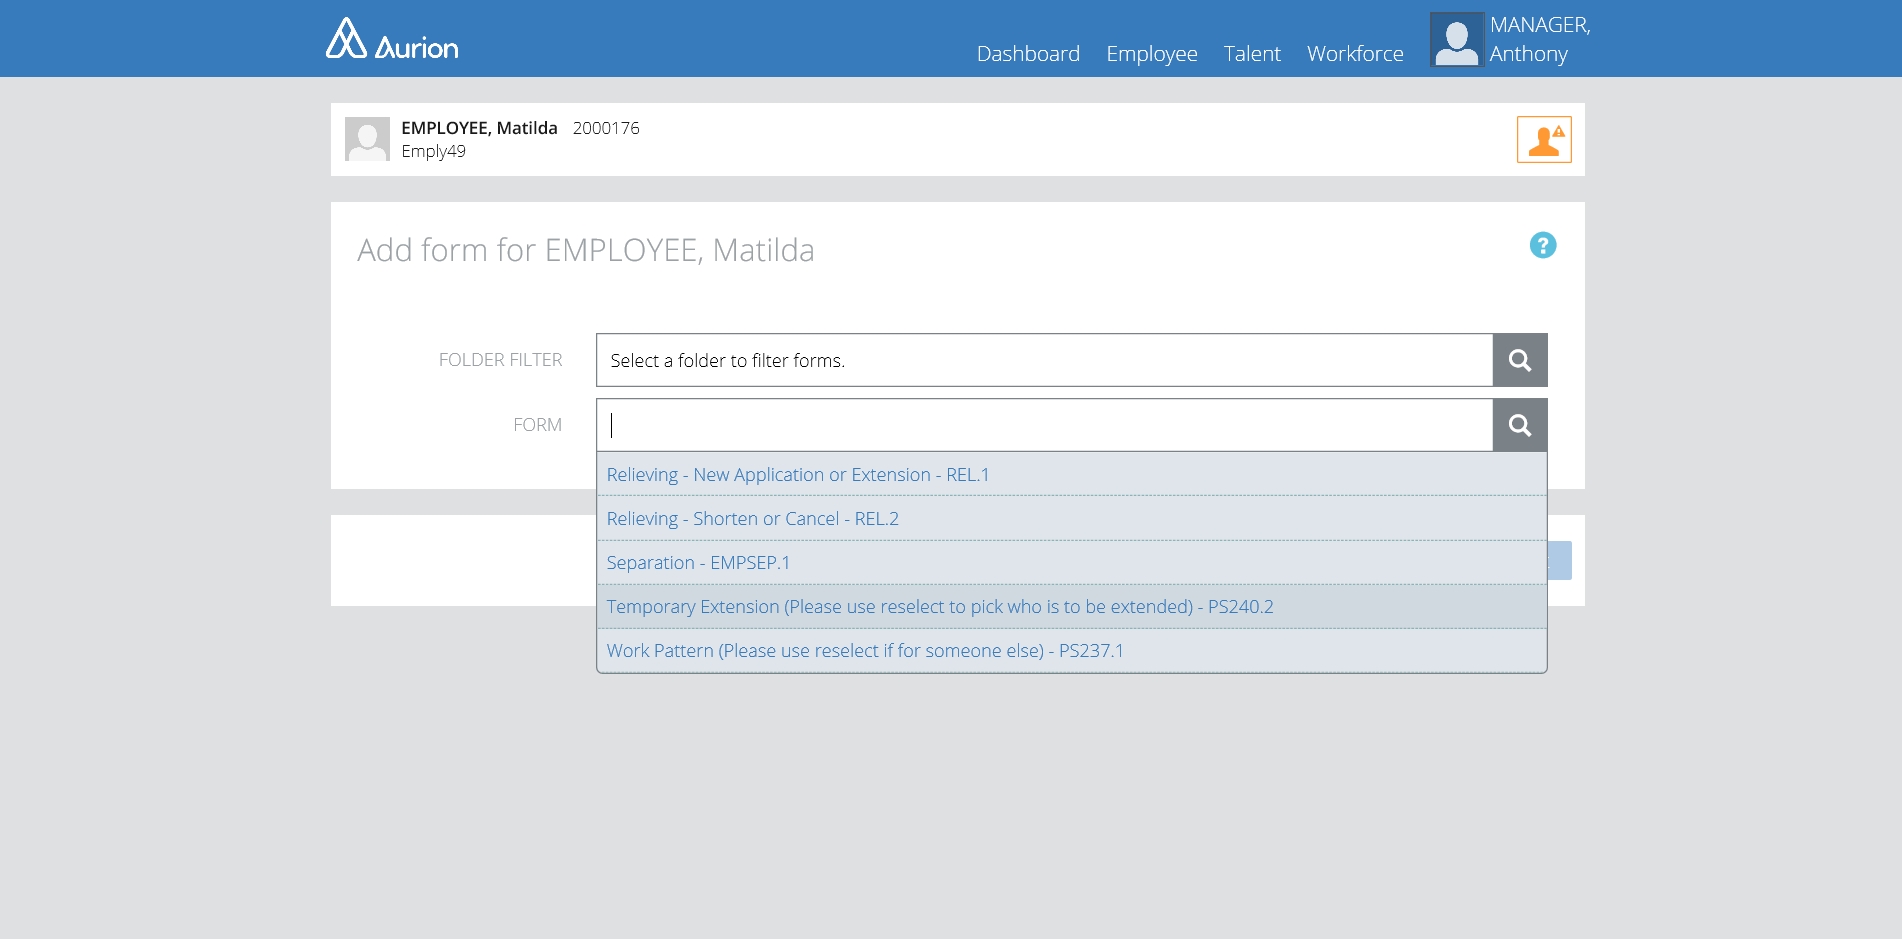 Aurion
Dashboard Employee Talent Workforce
MANAGER,
Anthony
EMPLOYEE, Matilda 2000176
Emply49
Add form for EMPLOYEE, Matilda
?
FOLDER FILTER
Select a folder to filter forms.
FORM
Relieving - New Application or Extension - REL.1
Relieving - Shorten or Cancel - REL.2
Separation - EMPSEP.1
Temporary Extension (Please use reselect to pick who is to be extended) - PS240.2
Work Pattern (Please use reselect if for someone else) - PS237.1